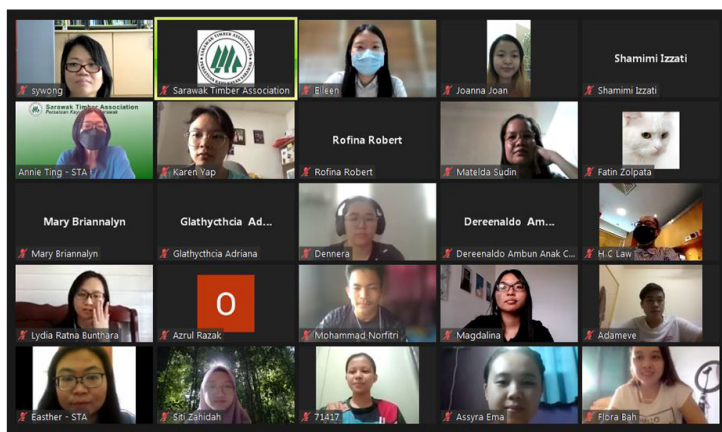 sywong
SARAWAK TIMBER ASSOCIATION
Sarawak Timber Association
Eileen
Joanna Joan
Shamimi Izzati
Shamimi Izzati
Sarawak Timber Association
Annie Ting - STA
Karen Yap
Rofina Robert
Rofina Robert
Matelda Sudin
Fatin Zolpata
Mary Briannalyn
Mary Briannalyn
Glathycthcia Ad...
Glathycthcia Adriana
Dennera
Dereenaldo Am...
Dereenaldo Ambun Anak C...
H.C Law
Lydia Ratna Bunthara
O
Azrul Razak
Mohammad Norfitri
Magdalina
Adameve
Easther - STA
Siti Zahidah
71417
Assyra Ema
Flora Bah